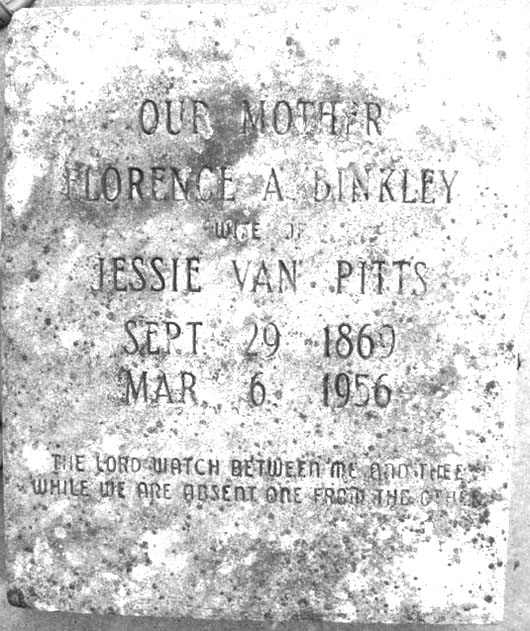 OUR MOTHER
FLORENCE A. BINKLEY
WIFE OF
JESSIE VAN PITTS
SEPT. 29 1869
MAR. 6. 1956
THE LORD WATCH BETWEEN ME AND THEE
WHILE WE ARE ABSENT ONE FROM THE OTHER